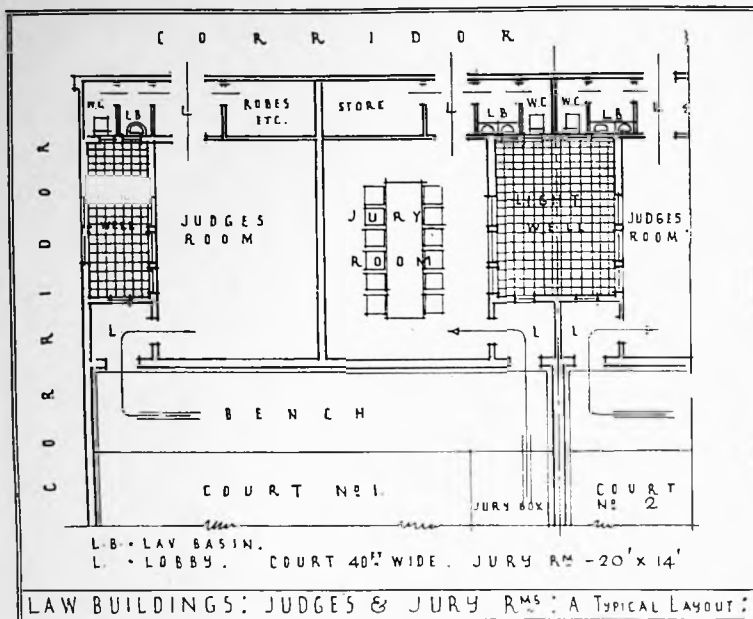 CORRIDOR
W.C. LB L ROBES ETC. STORE L LB W.C W.C LB L
CORRIDOR
WELL
JUDGES ROOM
JURY ROOM
LIGHT WELL
JUDGES ROOM
L L L
BENCH
COURT Nº 1.
JURY BOX
COURT Nº 2
L.B. • LAV BASIN.
L. • LOBBY. COURT 40FT WIDE. JURY RM - 20' x 14'
LAW BUILDINGS: JUDGES & JURY RMS: A TYPICAL LAYOUT: